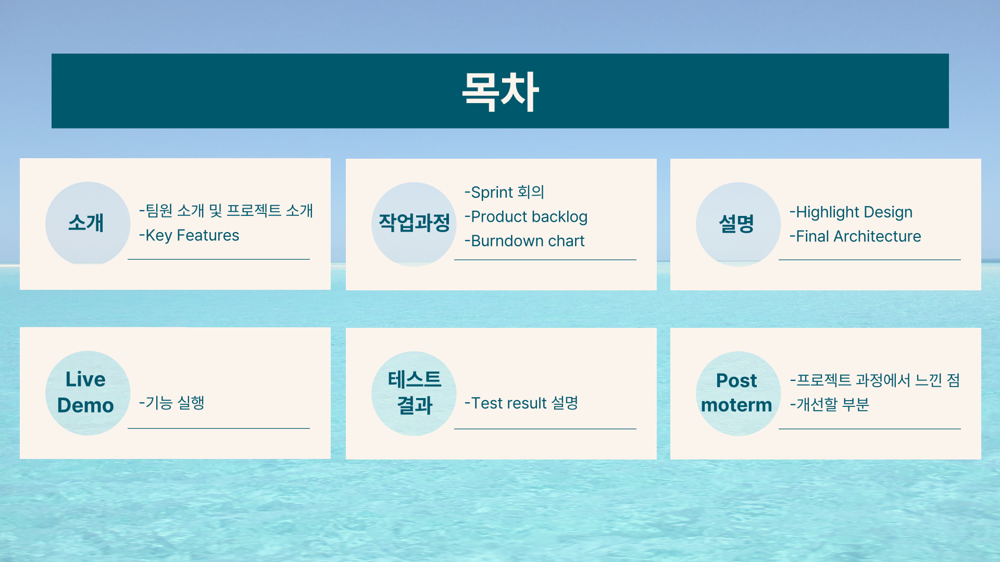 목차
소개
-팀원 소개 및 프로젝트 소개
-Key Features
작업과정
-Sprint 회의
-Product backlog
-Burndown chart
설명
-Highlight Design
-Final Architecture
Live
Demo
-기능 실행
테스트
결과
-Test result 설명
Post
moterm
-프로젝트 과정에서 느낀 점
-개선할 부분